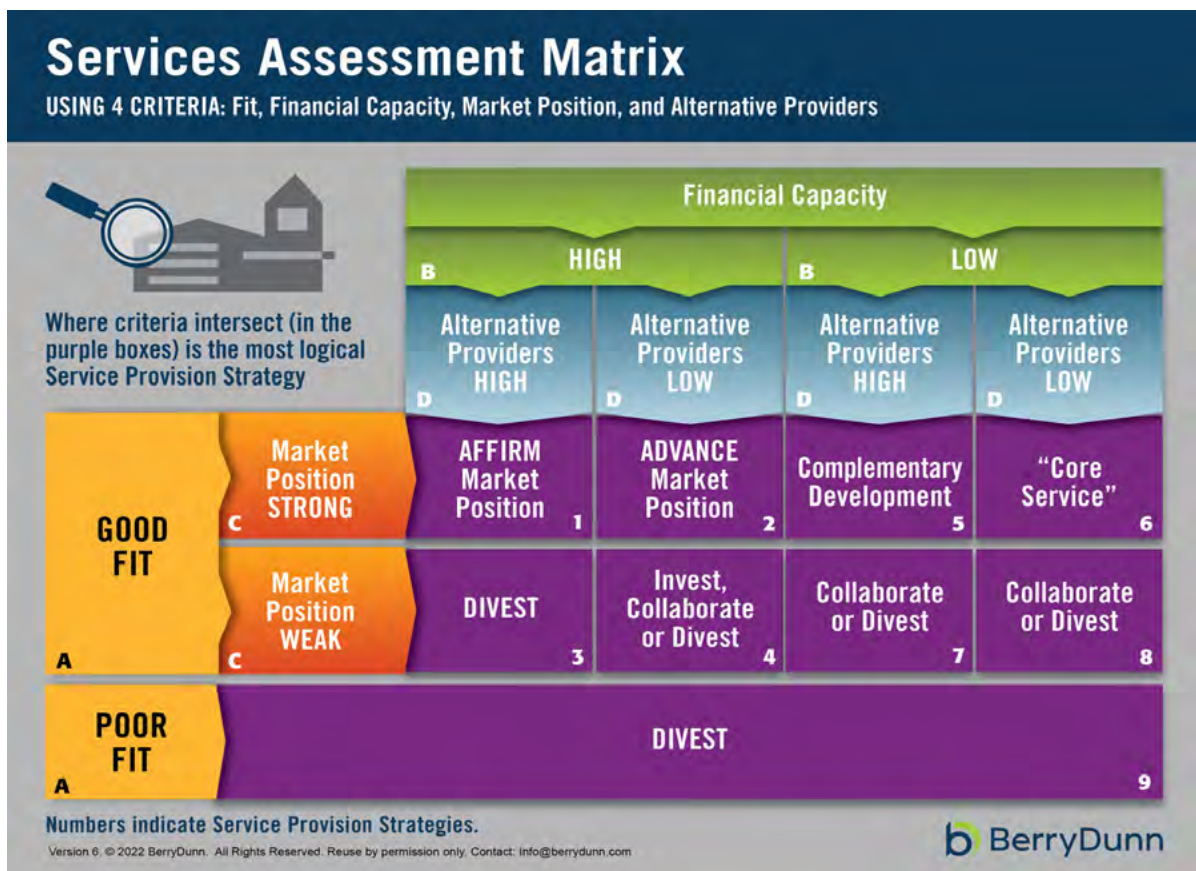 Services Assessment Matrix
USING 4 CRITERIA: Fit, Financial Capacity, Market Position, and Alternative Providers
Where criteria intersect (in the
purple boxes) is the most logical
Service Provision Strategy
Financial Capacity
B
HIGH
B
LOW
Alternative
Providers
HIGH
D
Alternative
Providers
LOW
D
Alternative
Providers
HIGH
D
Alternative
Providers
LOW
D
GOOD
FIT
A
Market
Position
STRONG
C
AFFIRM
Market
Position
1
ADVANCE
Market
Position
2
Complementary
Development
5
“Core
Service”
6
Market
Position
WEAK
C
DIVEST
3
Invest,
Collaborate
or Divest
4
Collaborate
or Divest
7
Collaborate
or Divest
8
POOR
FIT
A
DIVEST
9
Numbers indicate Service Provision Strategies.
Version 6. © 2022 BerryDunn. All Rights Reserved. Reuse by permission only. Contact: info@berrydunn.com
b BerryDunn